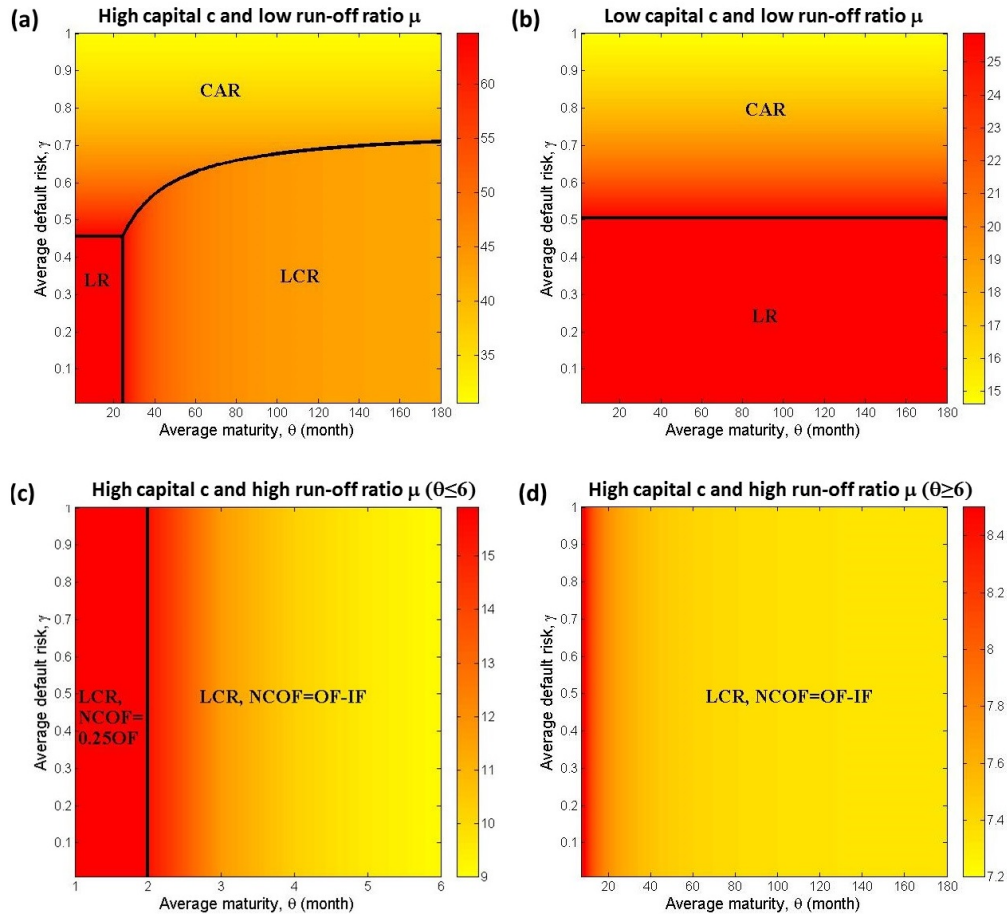 (a)
High capital c and low run-off ratio μ
1
0.9
0.8
0.7
0.6
0.5
0.4
0.3
0.2
0.1
Average default risk, γ
CAR
LR
LCR
20 40 60 80 100 120 140 160 180
Average maturity, θ (month)
60
55
50
45
40
35
(b)
Low capital c and low run-off ratio μ
1
0.9
0.8
0.7
0.6
0.5
0.4
0.3
0.2
0.1
Average default risk, γ
CAR
LR
20 40 60 80 100 120 140 160 180
Average maturity, θ (month)
25
24
23
22
21
20
19
18
17
16
15
(c)
High capital c and high run-off ratio μ (θ≤6)
1
0.9
0.8
0.7
0.6
0.5
0.4
0.3
0.2
0.1
Average default risk, γ
LCR,
NCOF=
0.25OF
LCR, NCOF=OF-IF
1 2 3 4 5 6
Average maturity, θ (month)
15
14
13
12
11
10
9
(d)
High capital c and high run-off ratio μ (θ≥6)
1
0.9
0.8
0.7
0.6
0.5
0.4
0.3
0.2
0.1
Average default risk, γ
LCR, NCOF=OF-IF
20 40 60 80 100 120 140 160 180
Average maturity, θ (month)
8.4
8.2
8
7.8
7.6
7.4
7.2